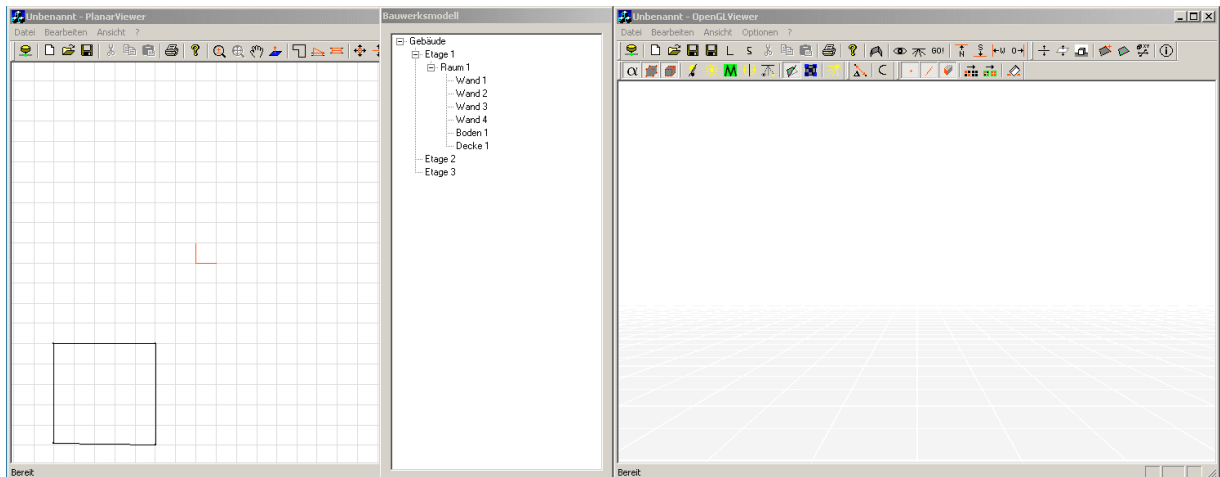 Unbenannt - PlanarViewer
Datei Bearbeiten Ansicht ?
Bereit
Bauwerksmodell
Gebäude
Etage 1
Raum 1
Wand 1
Wand 2
Wand 3
Wand 4
Boden 1
Decke 1
Etage 2
Etage 3
Unbenannt - OpenGLViewer
Datei Bearbeiten Ansicht Optionen ?
L S GO! N S W O
α M C
Bereit